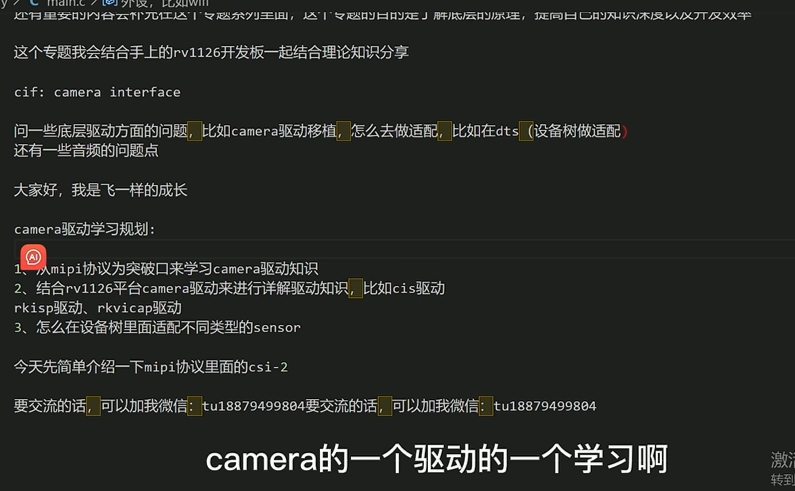 main.c
外设，比如wifi
还有重要的内容会补充在这个专题系列里面，这个专题的目的是了解底层的原理，提高自己的知识深度以及开发效率
这个专题我会结合手上的rv1126开发板一起结合理论知识分享
cif: camera interface
问一些底层驱动方面的问题，比如camera驱动移植，怎么去做适配，比如在dts（设备树做适配)
还有一些音频的问题点
大家好，我是飞一样的成长
camera驱动学习规划:
AI
1、从mipi协议为突破口来学习camera驱动知识
2、结合rv1126平台camera驱动来进行详解驱动知识，比如cis驱动
rkisp驱动、rkvicap驱动
3、怎么在设备树里面适配不同类型的sensor
今天先简单介绍一下mipi协议里面的csi-2
要交流的话，可以加我微信：tu18879499804要交流的话，可以加我微信：tu18879499804
camera的一个驱动的一个学习啊
激活
转到